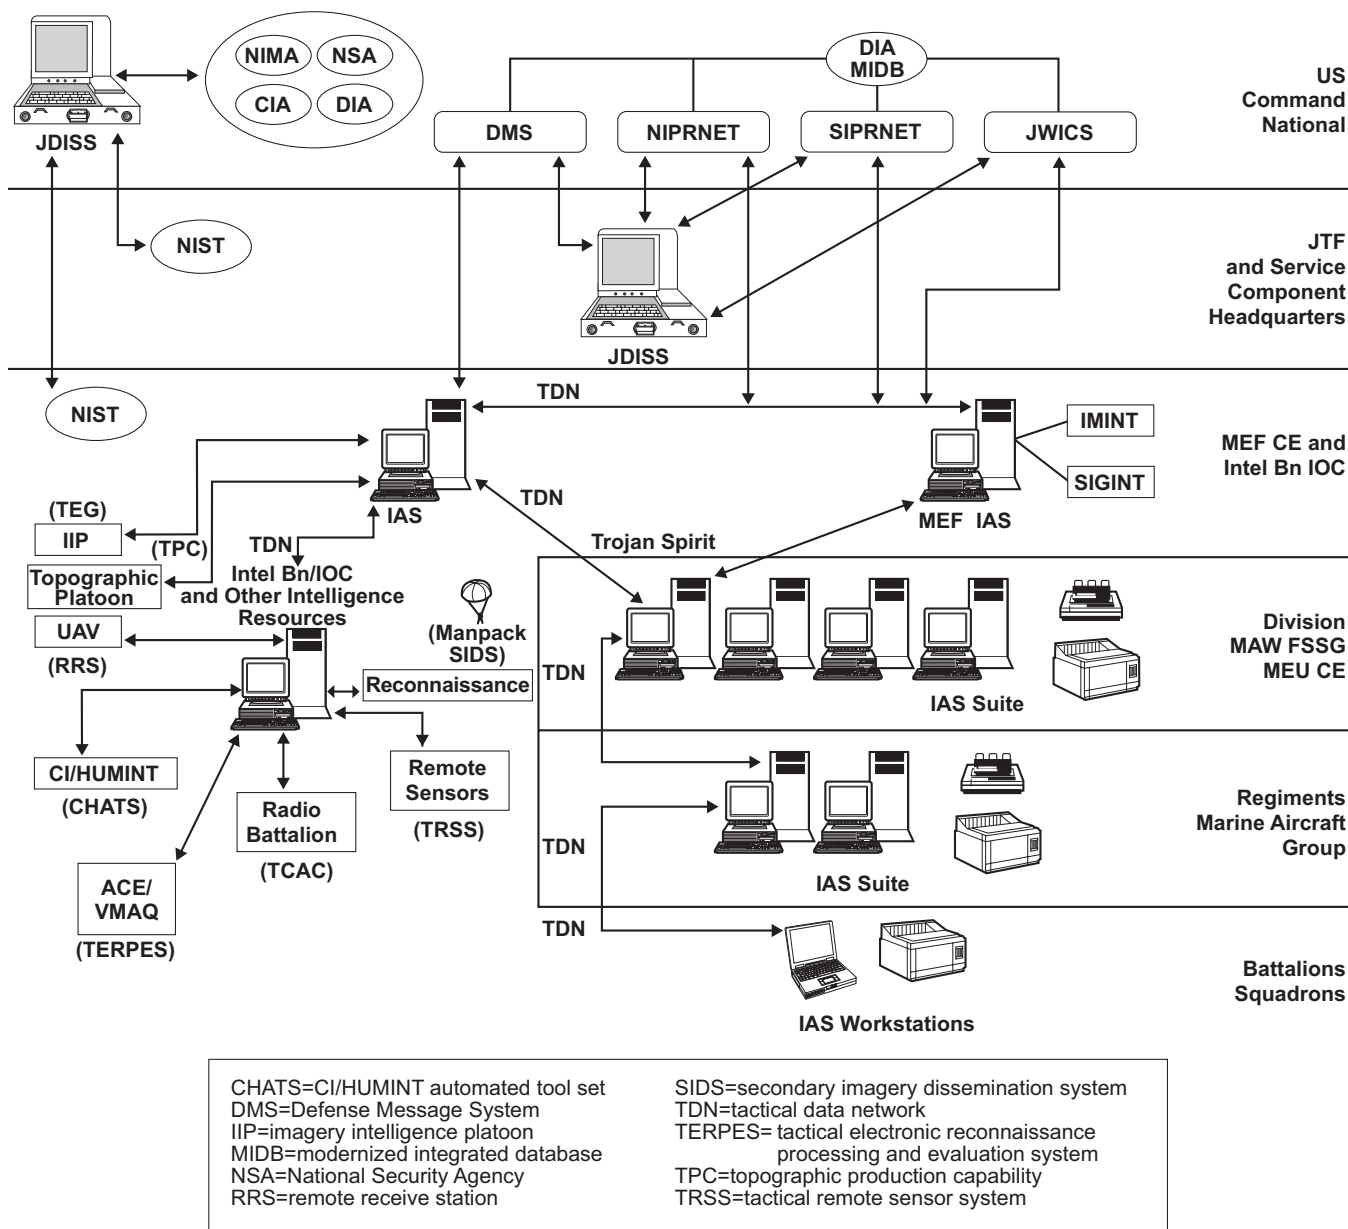 NIMA
NSA
CIA
DIA
JDISS
DIA
MIDB
DMS
NIPRNET
SIPRNET
JWICS
US
Command
National
NIST
JDISS
JTF
and Service
Component
Headquarters
NIST
TDN
IAS
TDN
MEF IAS
IMINT
SIGINT
MEF CE and
Intel Bn IOC
(TEG)
IIP
(TPC)
Topographic
Platoon
TDN
Intel Bn/IOC
and Other Intelligence
Resources
UAV
(RRS)
(Manpack
SIDS)
Reconnaissance
CI/HUMINT
(CHATS)
Radio
Battalion
(TCAC)
Remote
Sensors
(TRSS)
ACE/
VMAQ
(TERPES)
Trojan Spirit
TDN
IAS Suite
Division
MAW FSSG
MEU CE
TDN
IAS Suite
Regiments
Marine Aircraft
Group
TDN
IAS Workstations
Battalions
Squadrons
CHATS=CI/HUMINT automated tool set
DMS=Defense Message System
IIP=imagery intelligence platoon
MIDB=modernized integrated database
NSA=National Security Agency
RRS=remote receive station
SIDS=secondary imagery dissemination system
TDN=tactical data network
TERPES= tactical electronic reconnaissance
processing and evaluation system
TPC=topographic production capability
TRSS=tactical remote sensor system